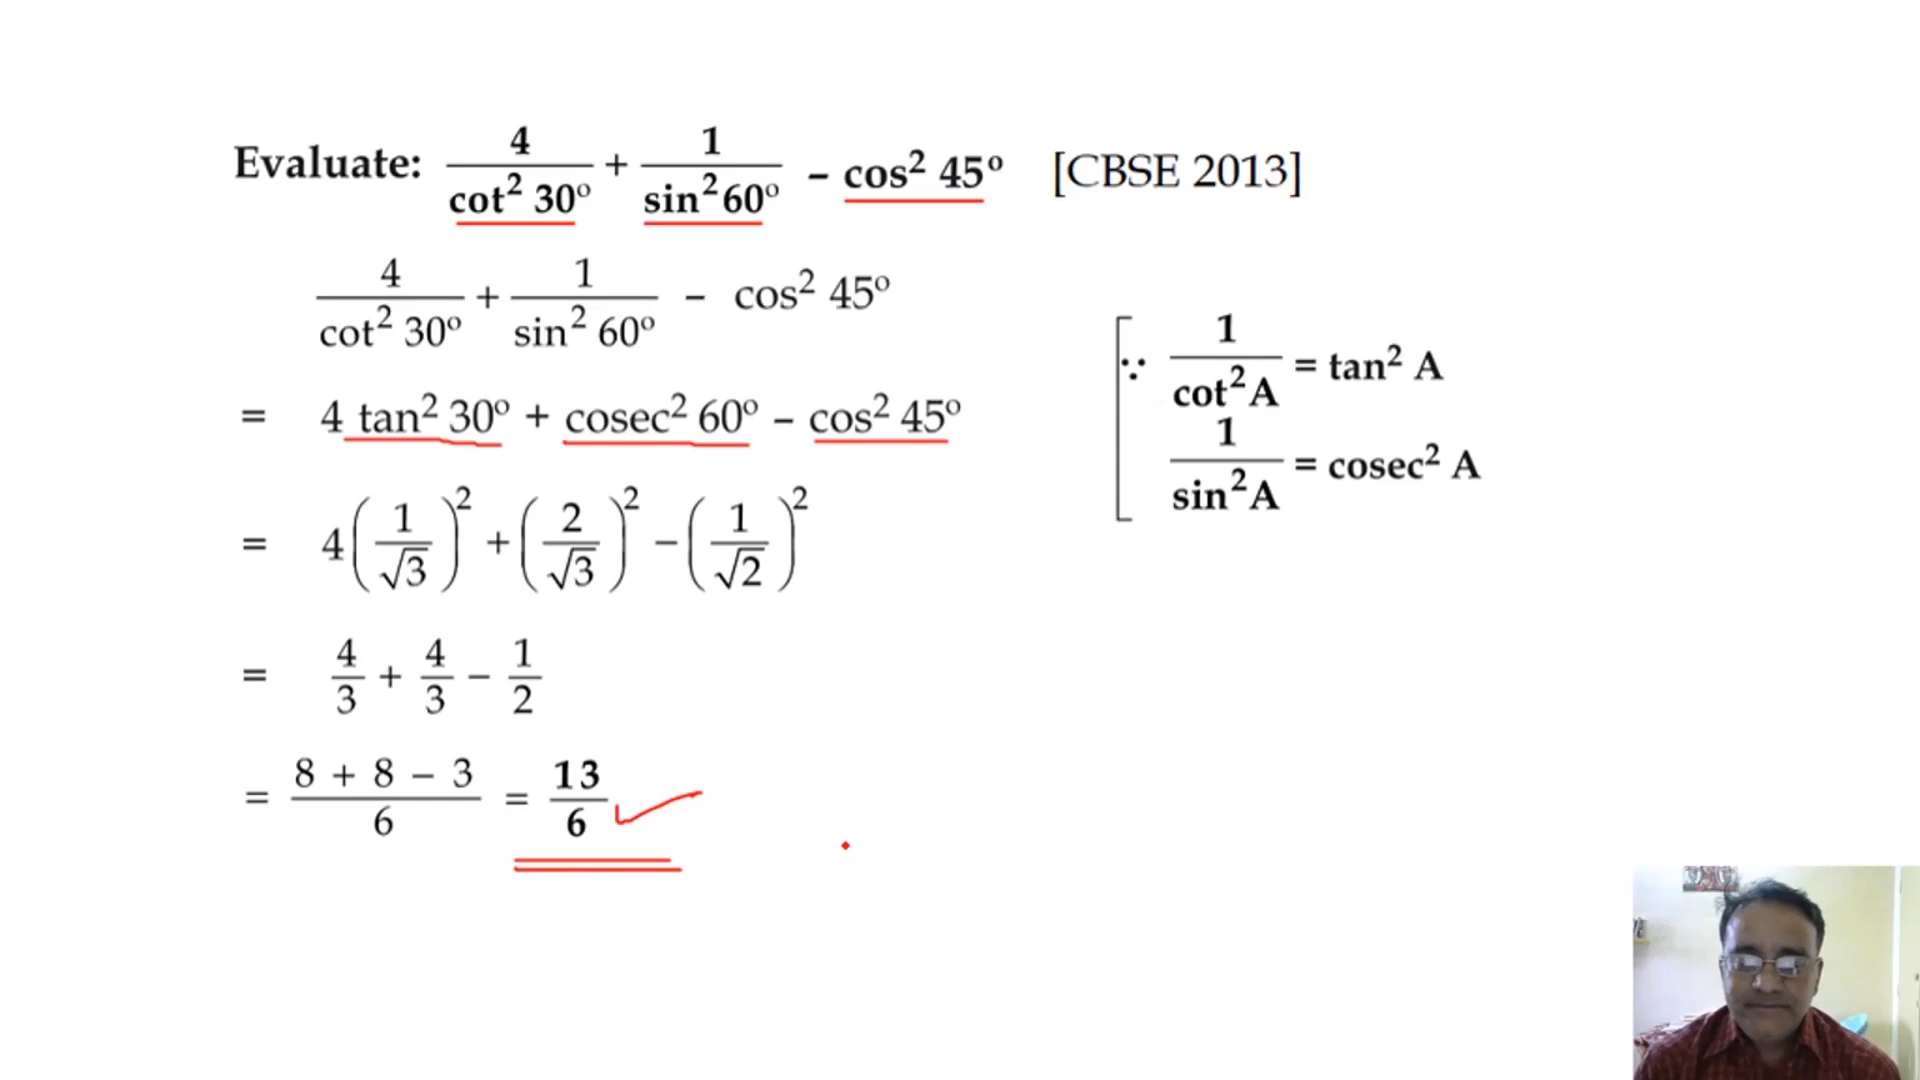 Evaluate: 4/cot² 30° + 1/sin² 60° – cos² 45° [CBSE 2013]
4/cot² 30° + 1/sin² 60° – cos² 45°
= 4 tan² 30° + cosec² 60° – cos² 45°
= 4(1/√3)² + (2/√3)² – (1/√2)²
= 4/3 + 4/3 – 1/2
= (8 + 8 – 3)/6 = 13/6
[∵ 1/cot² A = tan² A
1/sin² A = cosec² A